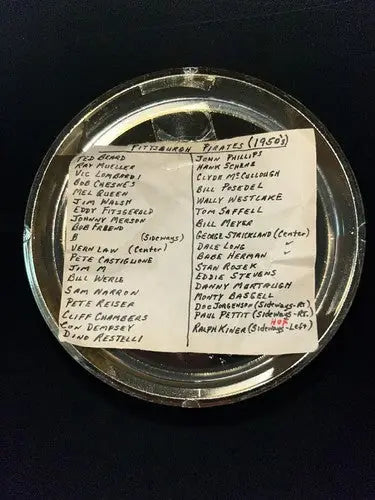 PITTSBURGH PIRATES (1950's)
TED BEARD
RAY MUELLER
VIC LOMBARDI
BOB CHESNES
MEL QUEEN
JIM WALSH
EDDY FITSGERALD
JOHNNY MERSON
BOB FRIEND
B (Sideways)
VERN LAW (Center)
PETE CASTIGLIONE
JIM M
BILL WERLE
SAM NARRON
PETE REISER
CLIFF CHAMBERS
CON DEMPSEY
DINO RESTELLI
JOHN PHILLIPS
HANK SCHENZ
CLYDE McCULLOUGH
BILL POSEDEL
WALLY WESTLAKE
TOM SAFFELL
BILL MEYER
GEORGE STRICKLAND (Center)
DALE LONG ✓
BABE HERMAN ✓
STAN ROJEK
EDDIE STEVENS
DANNY MURTAUGH
MONTY BASGELL
DOC JORGENSON (Sideways-Rt.)
PAUL PETTIT (Sideways-Rt.
HOF
RALPH KINER (Sideways-Left)